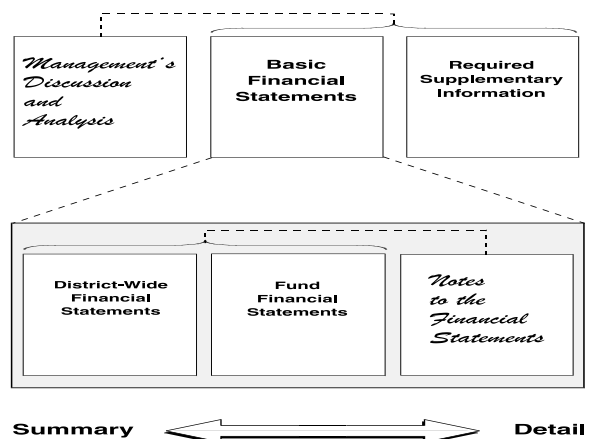 Management's
Discussion
and
Analysis
Basic
Financial
Statements
Required
Supplementary
Information
District-Wide
Financial
Statements
Fund
Financial
Statements
Notes
to the
Financial
Statements
Summary
Detail